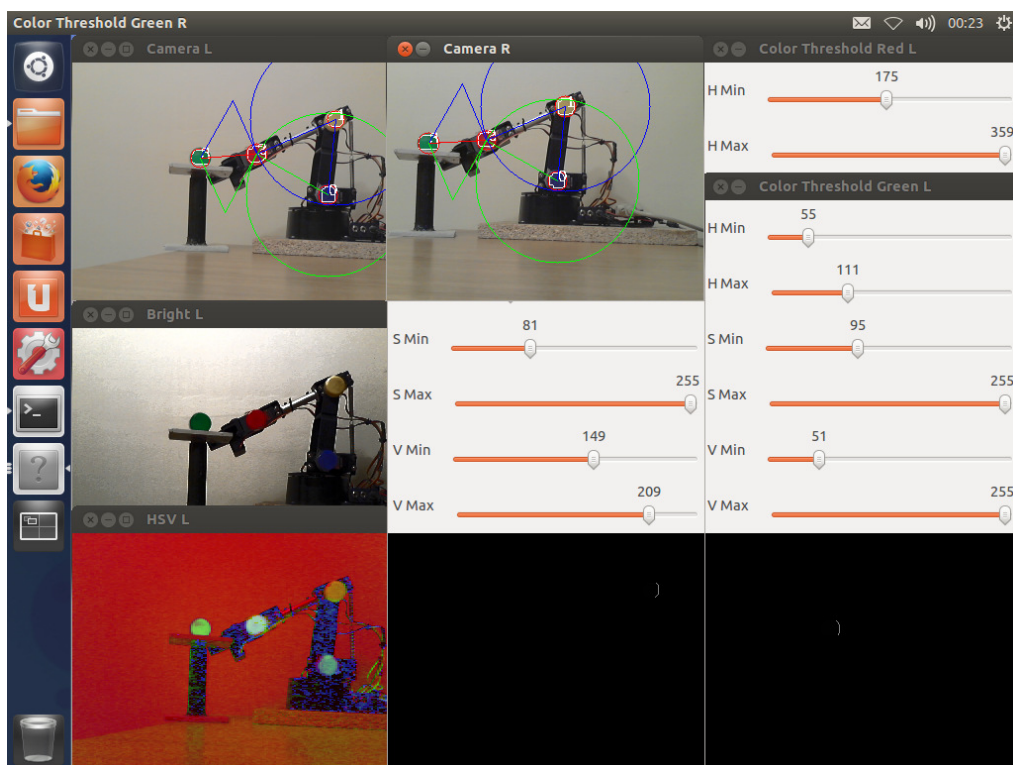 Color Threshold Green R
00:23
Camera L
Camera R
Color Threshold Red L
H Min
175
H Max
359
Color Threshold Green L
H Min
55
H Max
111
S Min
95
S Max
255
V Min
51
V Max
255
Bright L
S Min
81
S Max
255
V Min
149
V Max
209
HSV L